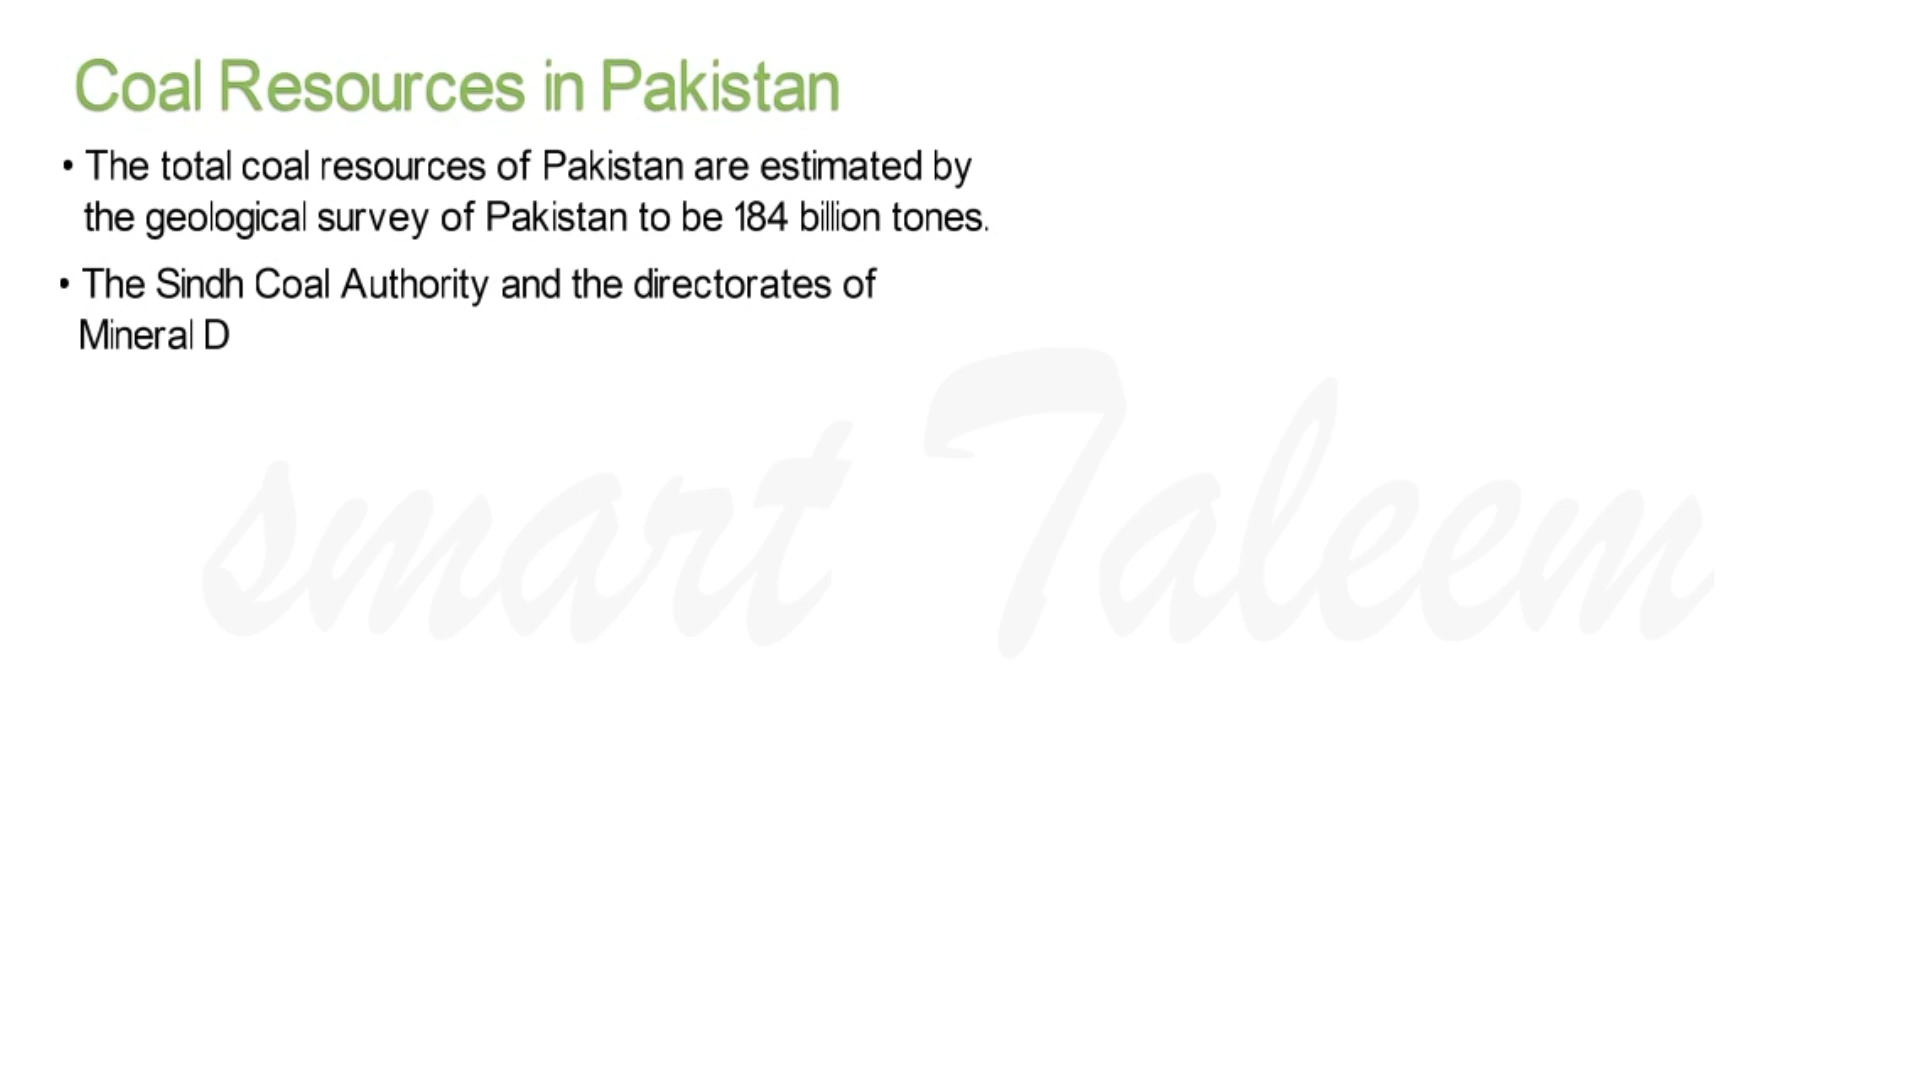 Coal Resources in Pakistan
• The total coal resources of Pakistan are estimated by
the geological survey of Pakistan to be 184 billion tones.
• The Sindh Coal Authority and the directorates of
Mineral D
smart Taleem